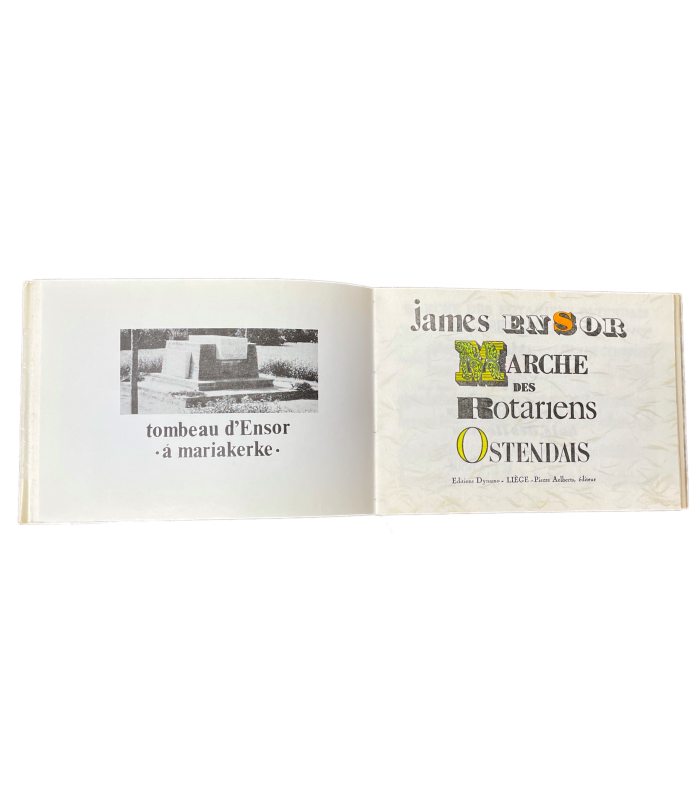 tombeau d'Ensor
· á mariakerke ·
james ENSOR
MARCHE
DES
Rotariens
OSTENDAIS
Editions Dynamo - LIÈGE - Pierre Aelberts, éditeur